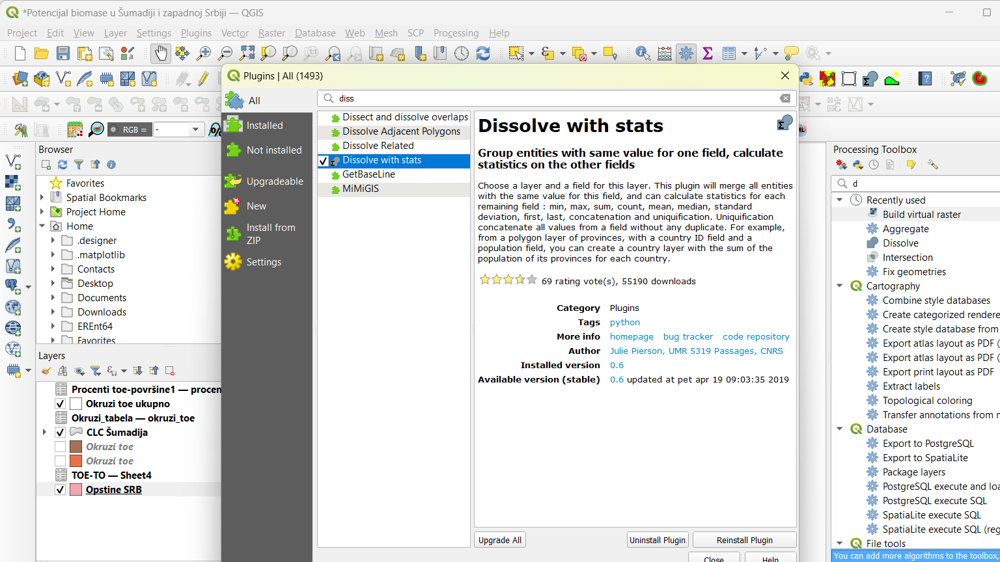 *Potencijal biomase u Šumadiji i zapadnoj Srbiji — QGIS
Project Edit View Layer Settings Plugins Vector Raster Database Web Mesh SCP Processing Help
Plugins | All (1493)
All
Installed
Not installed
Upgradeable
New
Install from
ZIP
Settings
diss
Dissect and dissolve overlaps
Dissolve Adjacent Polygons
Dissolve Related
Dissolve with stats
GetBaseLine
MiMiGIS
Dissolve with stats
Group entities with same value for one field, calculate
statistics on the other fields
Choose a layer and a field for this layer. This plugin will merge all entities
with the same value for this field, and can calculate statistics for each
remaining field : min, max, sum, count, mean, median, standard
deviation, first, last, concatenation and uniquification. Uniquification
concatenate all values from a field without any duplicate. For example,
from a polygon layer of provinces, with a country ID field and a
population field, you can create a country layer with the sum of the
population of its provinces for each country.
69 rating vote(s), 55190 downloads
Category Plugins
Tags python
More info homepage bug tracker code repository
Author Julie Pierson, UMR 5319 Passages, CNRS
Installed version 0.6
Available version (stable) 0.6 updated at pet apr 19 09:03:35 2019
Upgrade All
Uninstall Plugin
Reinstall Plugin
Close
Help
RGB =
-
Browser
Favorites
Spatial Bookmarks
Project Home
Home
.designer
.matplotlib
Contacts
Desktop
Documents
Downloads
EREnt64
Favorites
Layers
Procenti toe-površine1 — procen
Okruzi toe ukupno
Okruzi_tabela — okruzi_toe
CLC Šumadija
Okruzi toe
Okruzi toe
TOE-TO — Sheet4
Opstine SRB
Processing Toolbox
d
Recently used
Build virtual raster
Aggregate
Dissolve
Intersection
Fix geometries
Cartography
Combine style databases
Create categorized rendere
Create style database from
Export atlas layout as PDF (
Export atlas layout as PDF (
Export print layout as PDF
Extract labels
Topological coloring
Transfer annotations from
Database
Export to PostgreSQL
Export to SpatiaLite
Package layers
PostgreSQL execute and loa
PostgreSQL execute SQL
SpatiaLite execute SQL
SpatiaLite execute SQL (reg
File tools
You can add more algorithms to the toolbox,